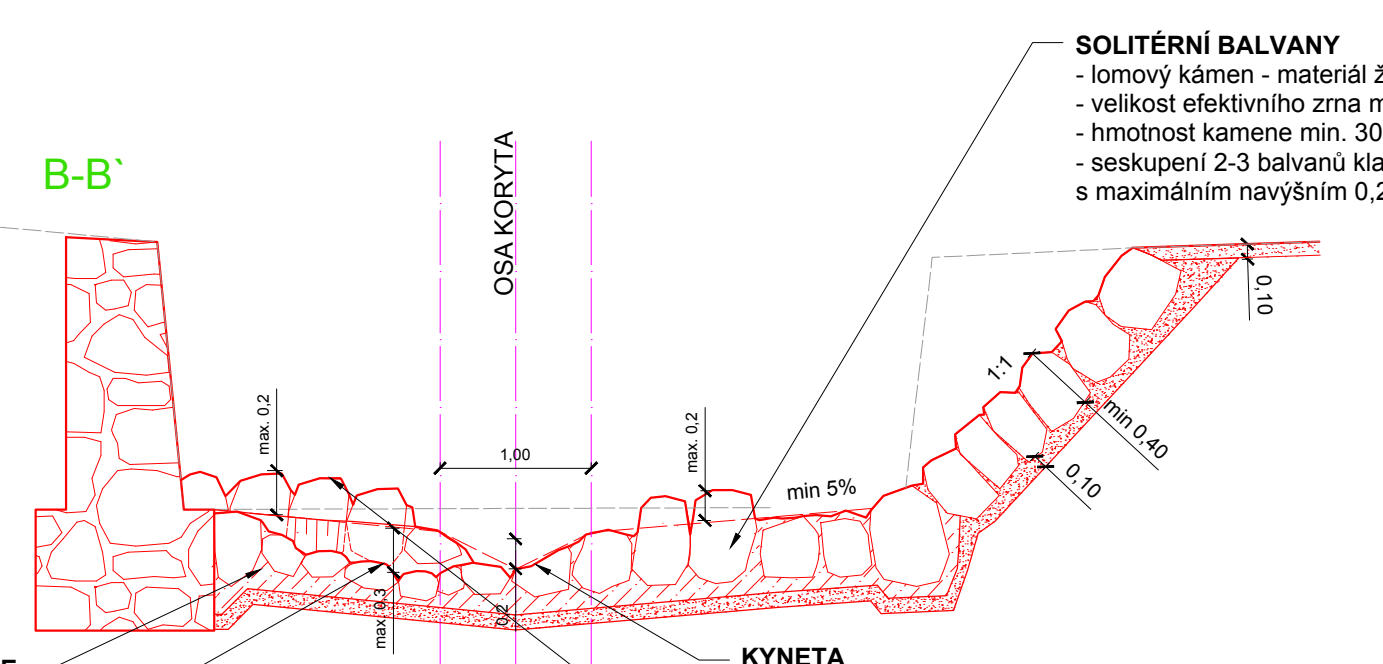 SOLITÉRNÍ BALVANY
- lomový kámen - materiál
- velikost efektivního zrna
- hmotnost kamene min. 30
- seskupení 2-3 balvanů
s maximálním navýšním 0,2
B-B`
OSA KORYTA
0,10
1:1
max. 0,2
1,00
max. 0,2
min 5%
min 0,40
0,10
max. 0,3
0,2
KYNETA